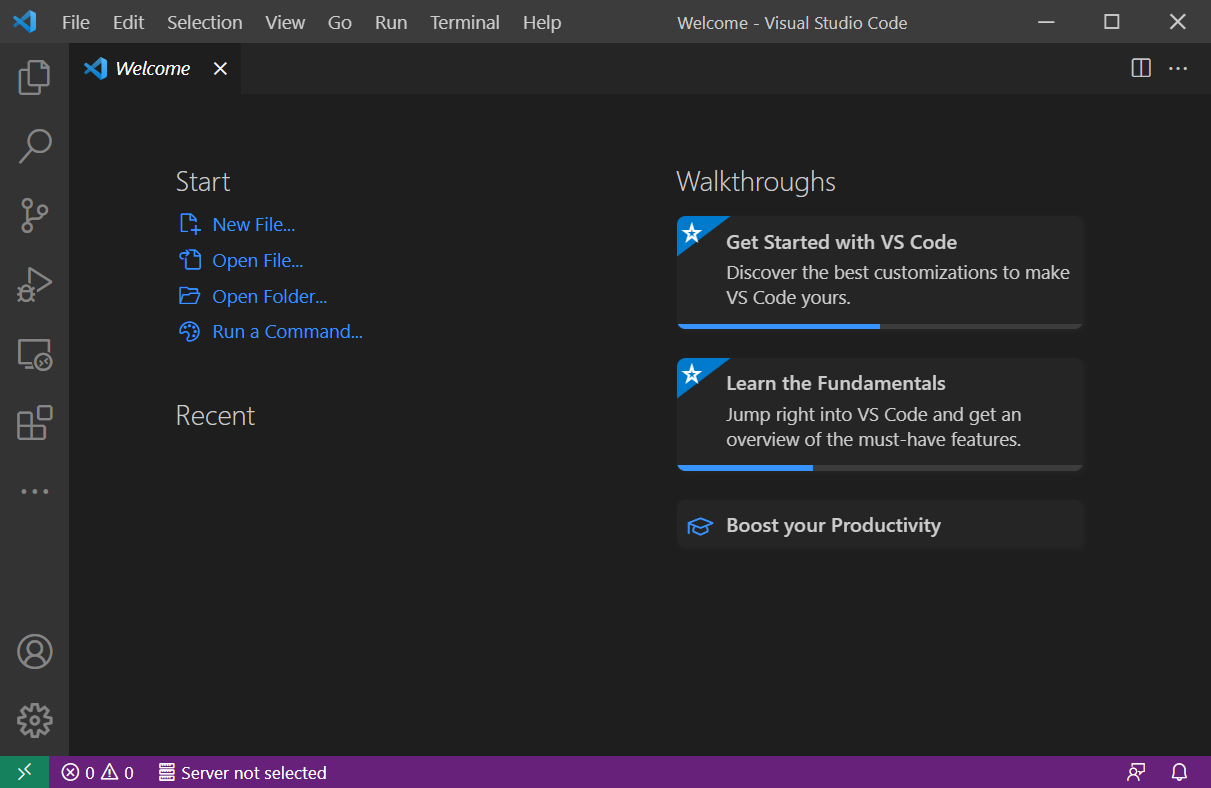 File Edit Selection View Go Run Terminal Help Welcome - Visual Studio Code
Welcome
Start
New File...
Open File...
Open Folder...
Run a Command...
Recent
Walkthroughs
Get Started with VS Code
Discover the best customizations to make
VS Code yours.
Learn the Fundamentals
Jump right into VS Code and get an
overview of the must-have features.
Boost your Productivity
0 0 Server not selected